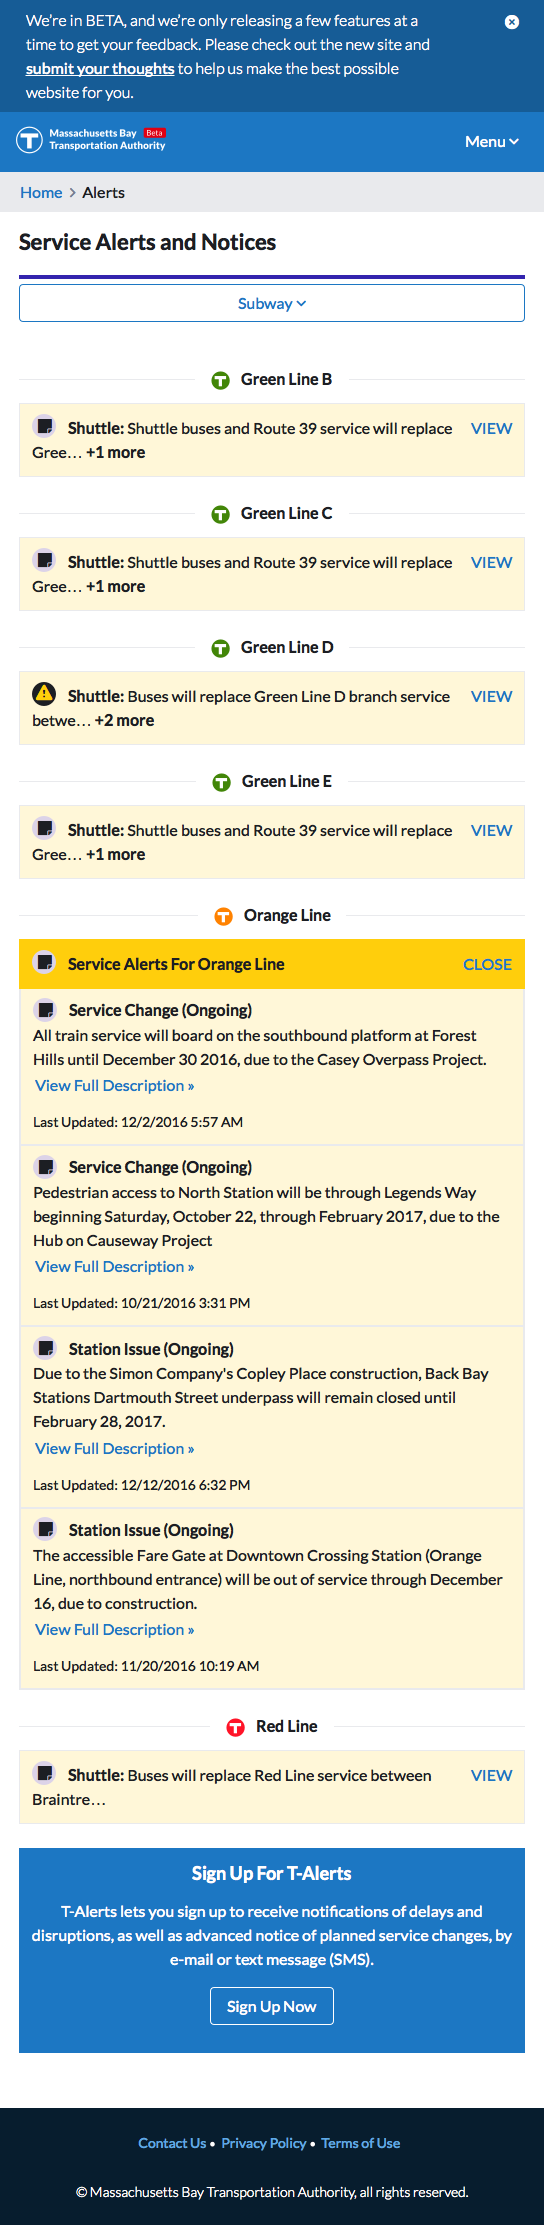 We're in BETA, and we're only releasing a few features at a
time to get your feedback. Please check out the new site and
submit your thoughts to help us make the best possible
website for you.
Massachusetts Bay Beta
Transportation Authority
Menu
Home > Alerts
Service Alerts and Notices
Subway
T Green Line B
Shuttle: Shuttle buses and Route 39 service will replace VIEW
Gree… +1 more
T Green Line C
Shuttle: Shuttle buses and Route 39 service will replace VIEW
Gree… +1 more
T Green Line D
Shuttle: Buses will replace Green Line D branch service VIEW
betwe… +2 more
T Green Line E
Shuttle: Shuttle buses and Route 39 service will replace VIEW
Gree… +1 more
T Orange Line
Service Alerts For Orange Line CLOSE
Service Change (Ongoing)
All train service will board on the southbound platform at Forest
Hills until December 30 2016, due to the Casey Overpass Project.
View Full Description »
Last Updated: 12/2/2016 5:57 AM
Service Change (Ongoing)
Pedestrian access to North Station will be through Legends Way
beginning Saturday, October 22, through February 2017, due to the
Hub on Causeway Project
View Full Description »
Last Updated: 10/21/2016 3:31 PM
Station Issue (Ongoing)
Due to the Simon Company's Copley Place construction, Back Bay
Stations Dartmouth Street underpass will remain closed until
February 28, 2017.
View Full Description »
Last Updated: 12/12/2016 6:32 PM
Station Issue (Ongoing)
The accessible Fare Gate at Downtown Crossing Station (Orange
Line, northbound entrance) will be out of service through December
16, due to construction.
View Full Description »
Last Updated: 11/20/2016 10:19 AM
T Red Line
Shuttle: Buses will replace Red Line service between VIEW
Braintre…
Sign Up For T-Alerts
T-Alerts lets you sign up to receive notifications of delays and
disruptions, as well as advanced notice of planned service changes, by
e-mail or text message (SMS).
Sign Up Now
Contact Us • Privacy Policy • Terms of Use
© Massachusetts Bay Transportation Authority, all rights reserved.